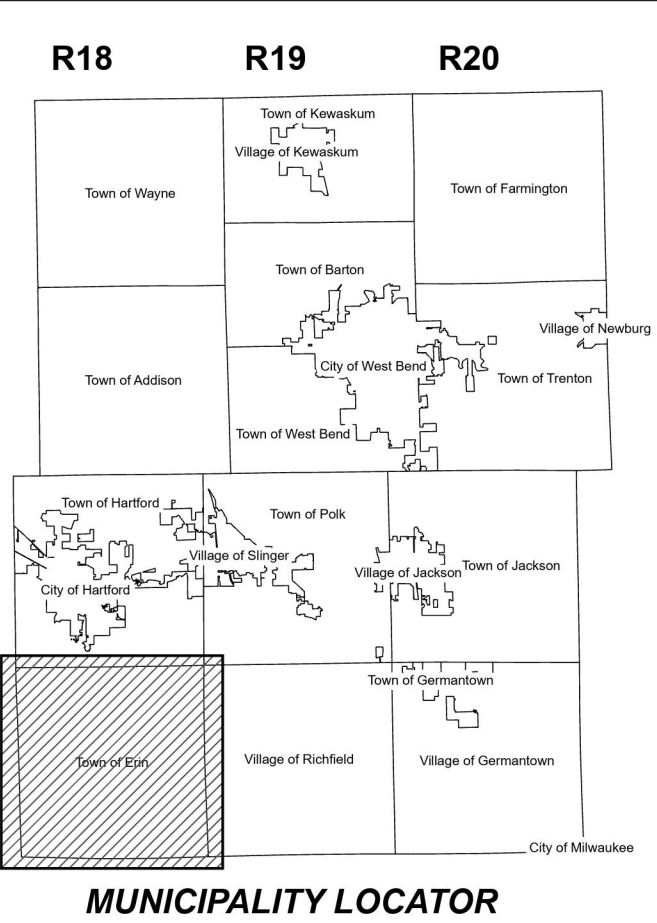 R18 R19 R20
Town of Kewaskum
Village of Kewaskum
Town of Wayne
Town of Farmington
Town of Barton
Village of Newburg
City of West Bend
Town of Addison
Town of Trenton
Town of West Bend
Town of Hartford
Town of Polk
Village of Slinger
Village of Jackson
Town of Jackson
City of Hartford
Town of Germantown
Town of Erin
Village of Richfield
Village of Germantown
City of Milwaukee
MUNICIPALITY LOCATOR